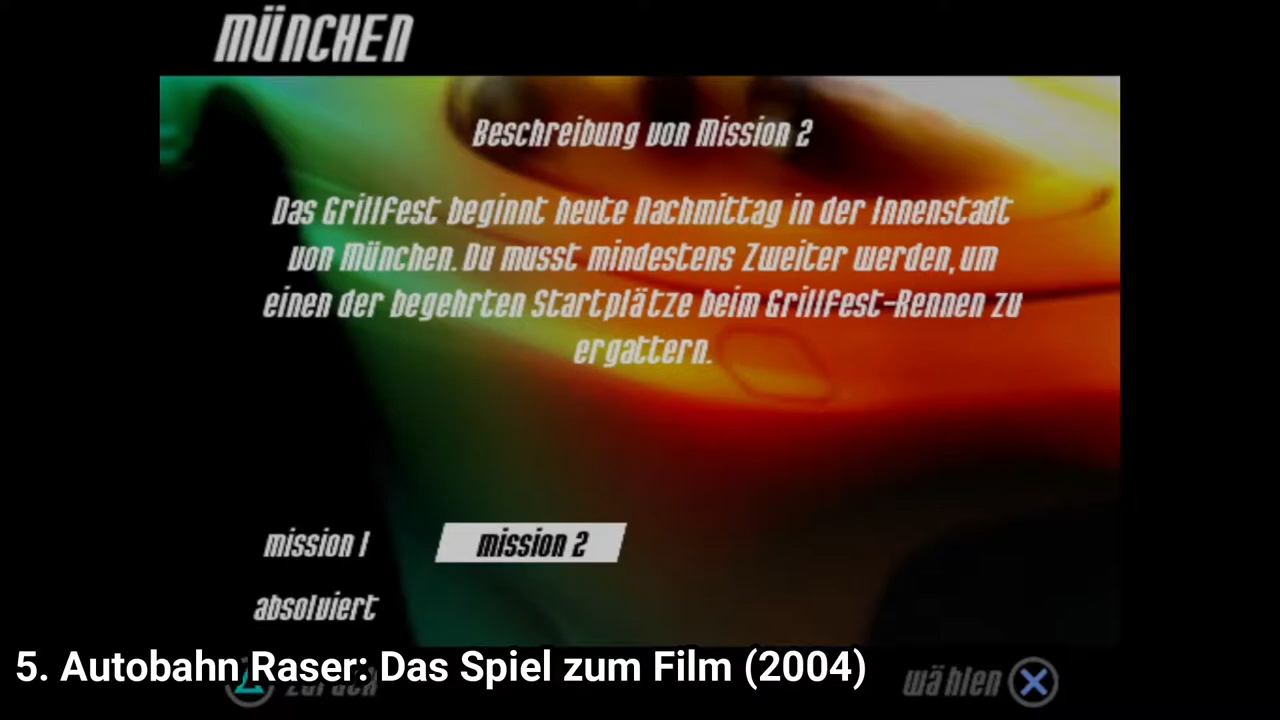 MÜNCHEN
Beschreibung von Mission 2
Das Grillfest beginnt heute Nachmittag in der Innenstadt
von München. Du musst mindestens Zweiter werden, um
einen der begehrten Startplätze beim Grillfest-Rennen zu
ergattern.
mission 1
mission 2
absolviert
5. Autobahn Raser: Das Spiel zum Film (2004)
zurück
wählen